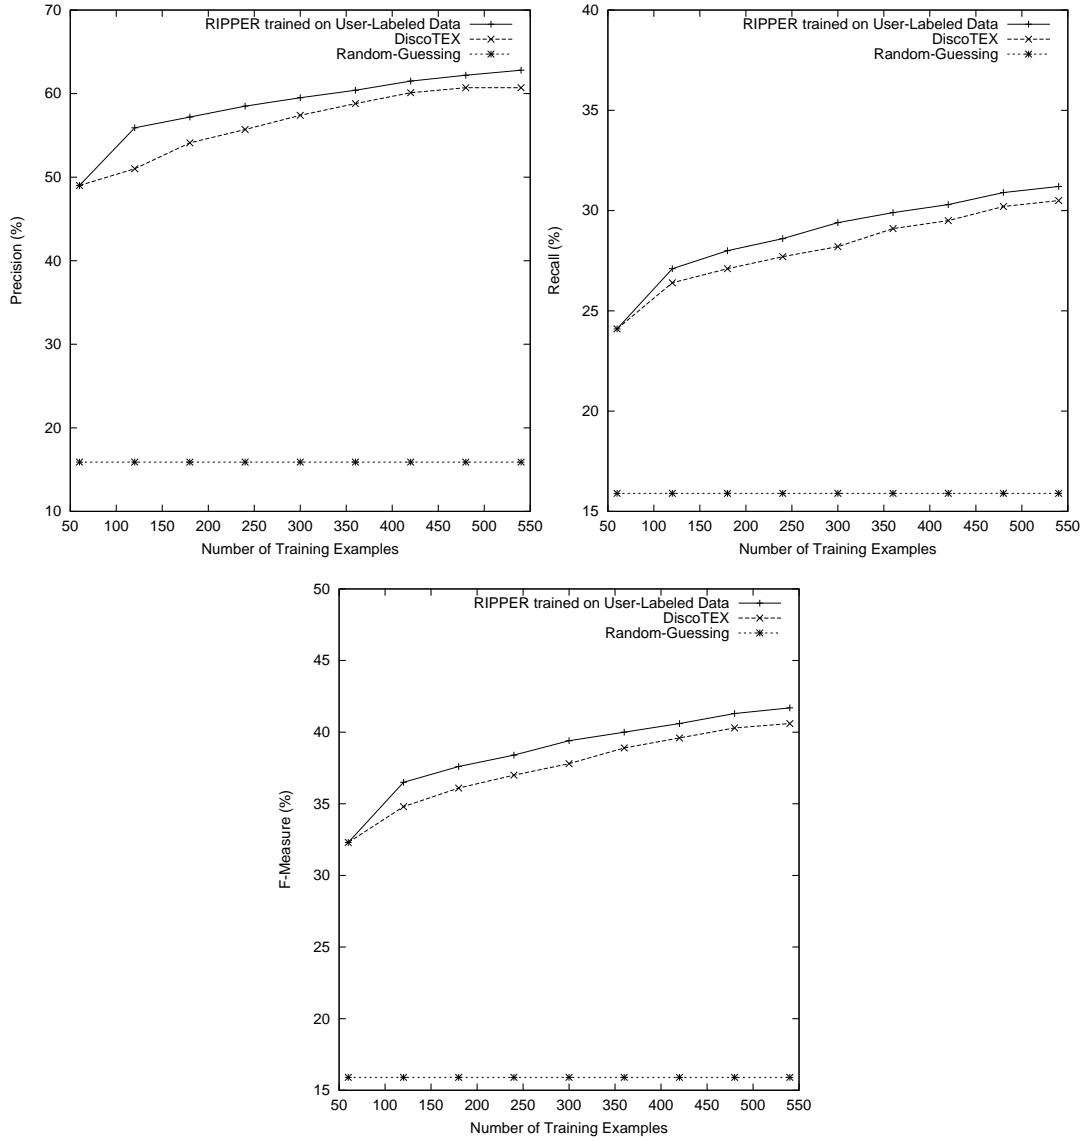 70
60
50
40
30
20
10
50 100 150 200 250 300 350 400 450 500 550
Precision (%)
Number of Training Examples
RIPPER trained on User-Labeled Data
DiscoTEX
Random-Guessing
40
35
30
25
20
15
50 100 150 200 250 300 350 400 450 500 550
Recall (%)
Number of Training Examples
RIPPER trained on User-Labeled Data
DiscoTEX
Random-Guessing
50
45
40
35
30
25
20
15
50 100 150 200 250 300 350 400 450 500 550
F-Measure (%)
Number of Training Examples
RIPPER trained on User-Labeled Data
DiscoTEX
Random-Guessing